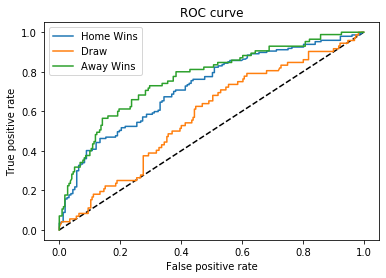 ROC curve
Home Wins
Draw
Away Wins
True positive rate
1.0
0.8
0.6
0.4
0.2
0.0
0.0 0.2 0.4 0.6 0.8 1.0
False positive rate